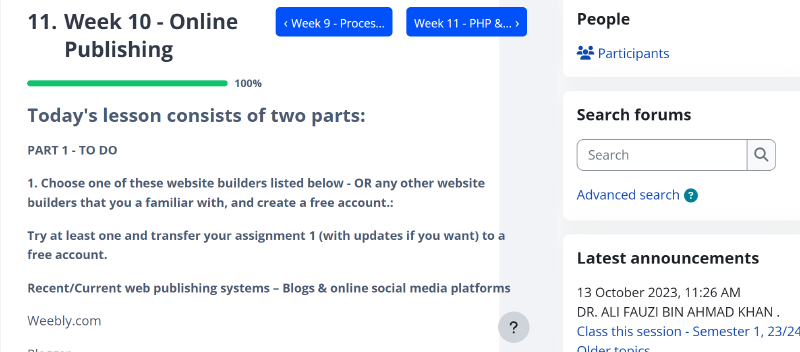 11. Week 10 - Online
Publishing
‹ Week 9 - Proces...
Week 11 - PHP &... ›
100%
Today's lesson consists of two parts:
PART 1 - TO DO
1. Choose one of these website builders listed below - OR any other website
builders that you a familiar with, and create a free account.:
Try at least one and transfer your assignment 1 (with updates if you want) to a
free account.
Recent/Current web publishing systems – Blogs & online social media platforms
Weebly.com
?
People
Participants
Search forums
Search
Advanced search ?
Latest announcements
13 October 2023, 11:26 AM
DR. ALI FAUZI BIN AHMAD KHAN .
Class this session - Semester 1, 23/24
Older topics